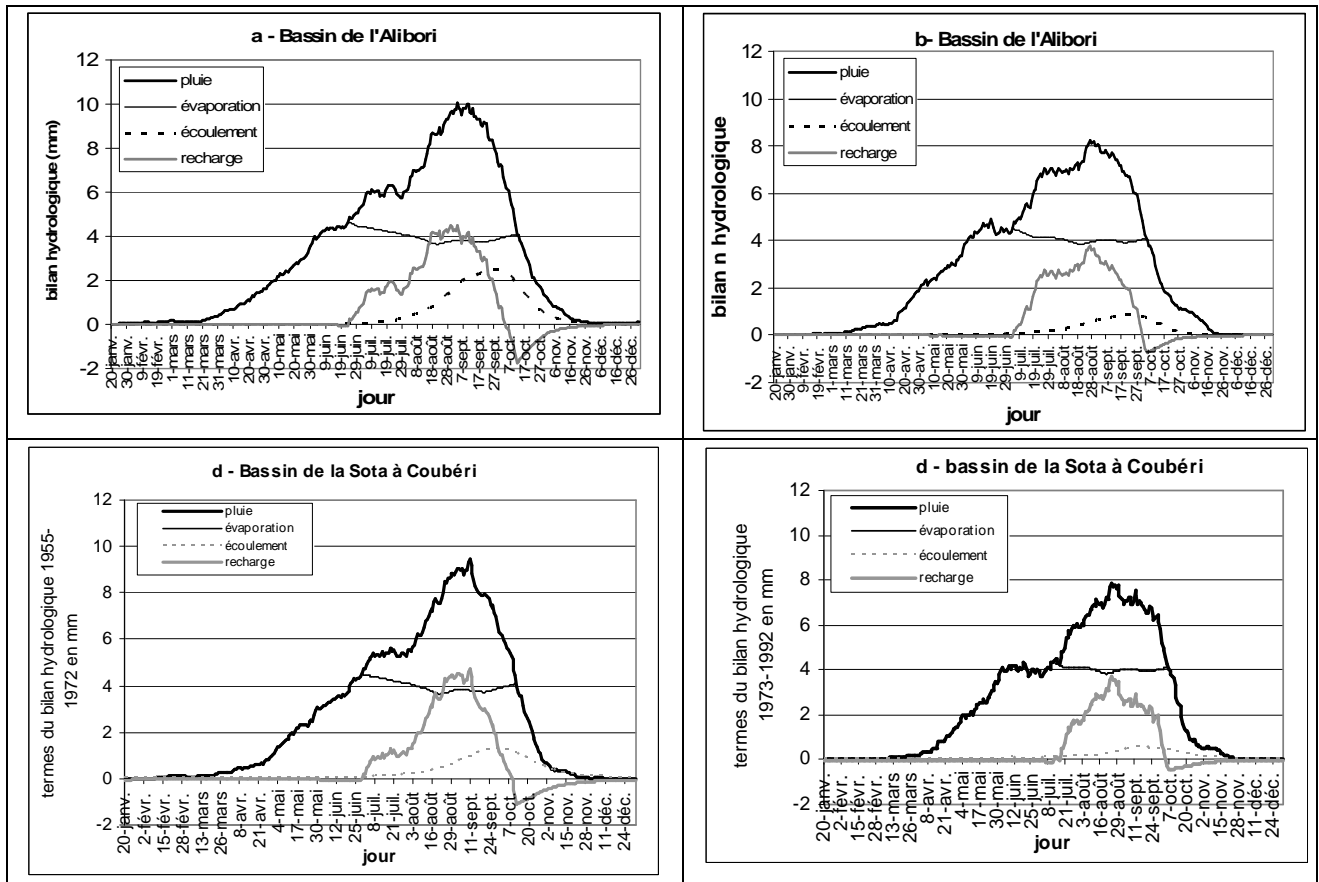 a - Bassin de l'Alibori
12
10
8
6
4
2
0
-2
bilan hydrologique (mm)
pluie
évaporation
écoulement
recharge
20-janv.
30-janv.
9-févr.
19-févr.
1-mars
11-mars
21-mars
31-mars
10-avr.
20-avr.
30-avr.
10-mai
20-mai
30-mai
9-juin
19-juin
29-juin
9-juil.
19-juil.
29-juil.
8-août
18-août
28-août
7-sept.
17-sept.
27-sept.
7-oct.
17-oct.
27-oct.
6-nov.
16-nov.
26-nov.
6-déc.
16-déc.
26-déc.
jour
b- Bassin de l'Alibori
12
10
8
6
4
2
0
-2
bilan n hydrologique
pluie
évaporation
écoulement
recharge
20-janv.
30-janv.
9-févr.
19-févr.
1-mars
11-mars
21-mars
31-mars
10-avr.
20-avr.
30-avr.
10-mai
20-mai
30-mai
9-juin
19-juin
29-juin
9-juil.
19-juil.
29-juil.
8-août
18-août
28-août
7-sept.
17-sept.
27-sept.
7-oct.
17-oct.
27-oct.
6-nov.
16-nov.
26-nov.
6-déc.
16-déc.
26-déc.
jour
d - Bassin de la Sota à Coubéri
12
10
8
6
4
2
0
-2
termes du bilan hydrologique 1955-
1972 en mm
pluie
évaporation
écoulement
recharge
20-janv.
2-févr.
15-févr.
28-févr.
13-mars
26-mars
8-avr.
21-avr.
4-mai
17-mai
30-mai
12-juin
25-juin
8-juil.
21-juil.
3-août
16-août
29-août
11-sept.
24-sept.
7-oct.
20-oct.
2-nov.
15-nov.
28-nov.
11-déc.
24-déc.
jour
d - bassin de la Sota à Coubéri
12
10
8
6
4
2
0
-2
termes du bilan hydrologique
1973-1992 en mm
pluie
évaporation
écoulement
recharge
20-janv.
2-févr.
15-févr.
28-févr.
13-mars
26-mars
8-avr.
21-avr.
4-mai
17-mai
30-mai
12-juin
25-juin
8-juil.
21-juil.
3-août
16-août
29-août
11-sept.
24-sept.
7-oct.
20-oct.
2-nov.
15-nov.
28-nov.
11-déc.
24-déc.
jour